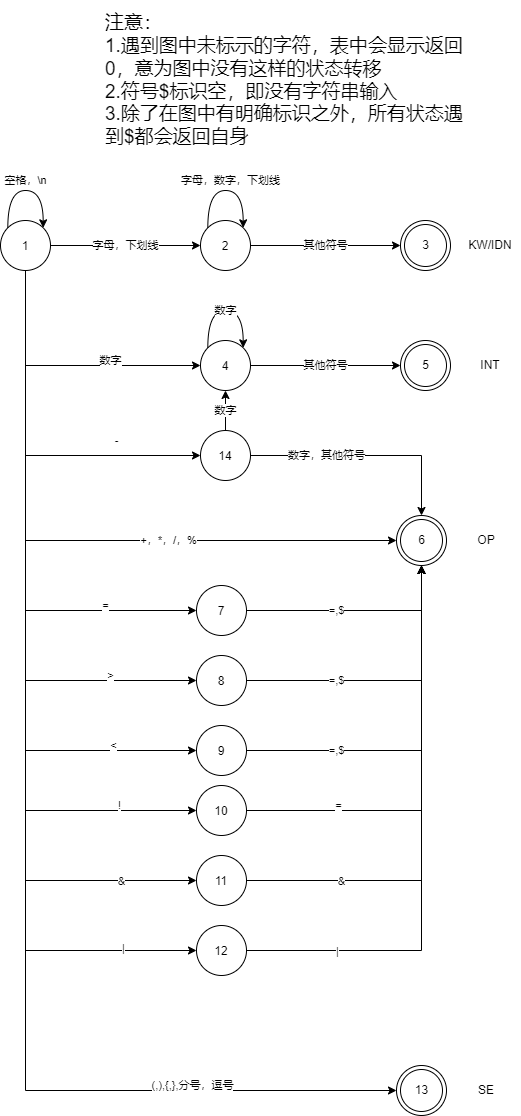 注意：
1.遇到图中未标示的字符，表中会显示返回
0，意为图中没有这样的状态转移
2.符号$标识空，即没有字符串输入
3.除了在图中有明确标识之外，所有状态遇
到$都会返回自身
空格，\n
字母，数字，下划线
1
字母，下划线
2
其他符号
3
KW/IDN
数字
数字
4
其他符号
5
INT
数字
-
14
数字，其他符号
+，*，/，%
6
OP
=
7
=,$
>
8
=,$
<
9
=,$
!
10
=
&
11
&
|
12
|
(,),{,},分号，逗号
13
SE